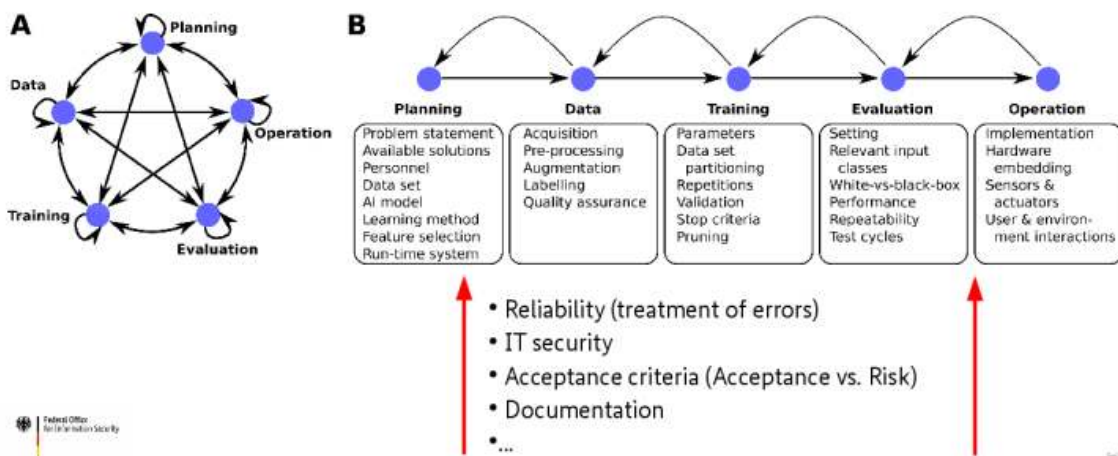 A
Planning
Data
Operation
Training
Evaluation
B
Planning
Problem statement
Available solutions
Personnel
Data set
AI model
Learning method
Feature selection
Run-time system
Data
Acquisition
Pre-processing
Augmentation
Labelling
Quality assurance
Training
Parameters
Data set
partitioning
Repetitions
Validation
Stop criteria
Pruning
Evaluation
Setting
Relevant input
classes
White-vs-black-box
Performance
Repeatability
Test cycles
Operation
Implementation
Hardware
embedding
Sensors &
actuators
User & environ-
ment interactions
• Reliability (treatment of errors)
• IT security
• Acceptance criteria (Acceptance vs. Risk)
• Documentation
•...
Federal Office
for Information Security